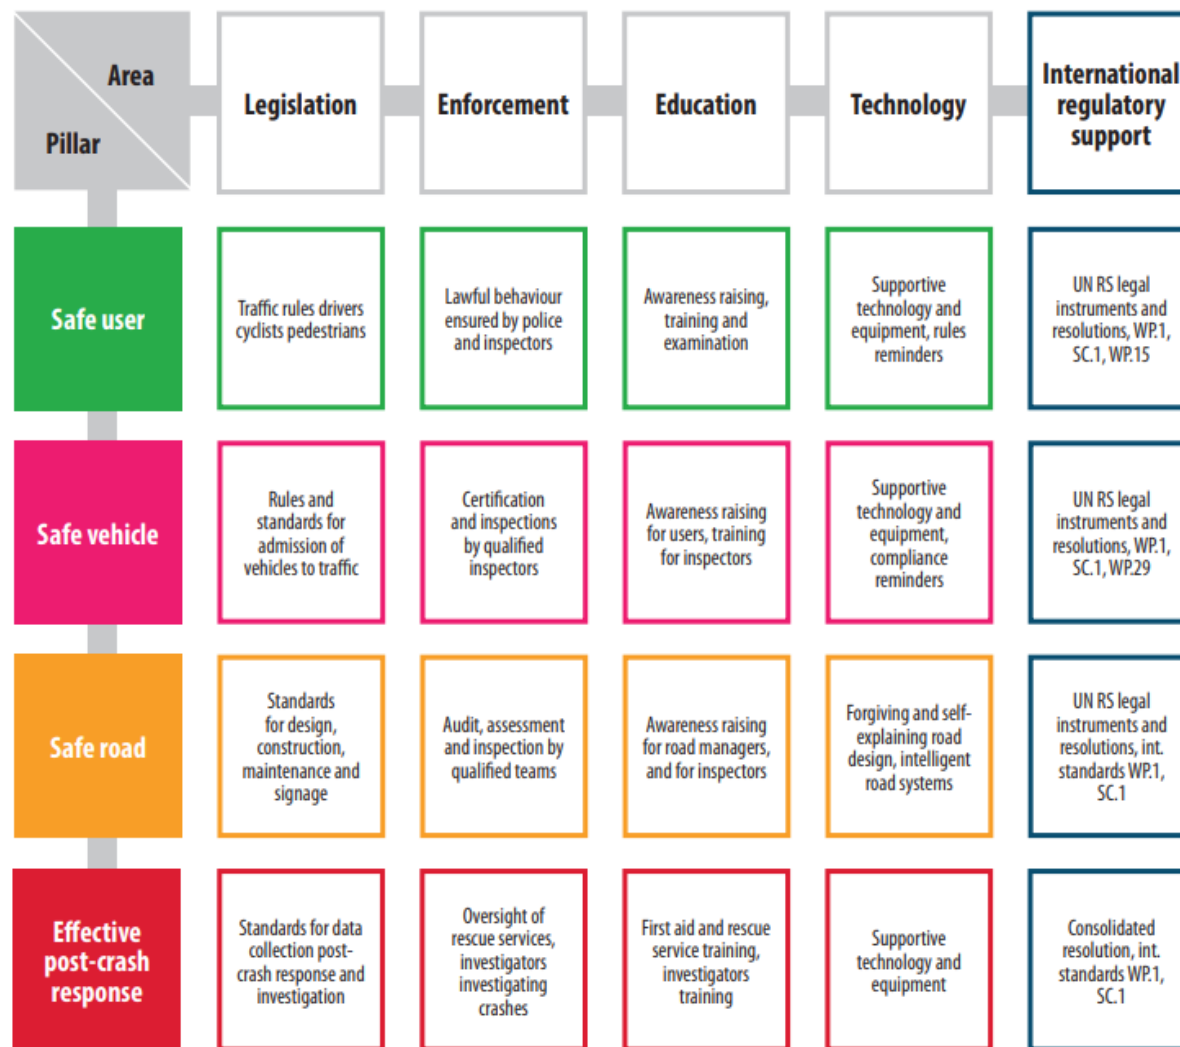 Area
Pillar
Legislation
Enforcement
Education
Technology
International
regulatory
support
Safe user
Traffic rules drivers
cyclists pedestrians
Lawful behaviour
ensured by police
and inspectors
Awareness raising,
training and
examination
Supportive
technology and
equipment, rules
reminders
UN RS legal
instruments and
resolutions, WP.1,
SC.1, WP.15
Safe vehicle
Rules and
standards for
admission of
vehicles to traffic
Certification
and inspections
by qualified
inspectors
Awareness raising
for users, training
for inspectors
Supportive
technology and
equipment,
compliance
reminders
UN RS legal
instruments and
resolutions, WP.1,
SC.1, WP.29
Safe road
Standards
for design,
construction,
maintenance and
signage
Audit, assessment
and inspection by
qualified teams
Awareness raising
for road managers,
and for inspectors
Forgiving and self-
explaining road
design, intelligent
road systems
UN RS legal
instruments and
resolutions, int.
standards WP.1,
SC.1
Effective
post-crash
response
Standards for data
collection post-
crash response and
investigation
Oversight of
rescue services,
investigators
investigating
crashes
First aid and rescue
service training,
investigators
training
Supportive
technology and
equipment
Consolidated
resolution, int.
standards WP.1,
SC.1